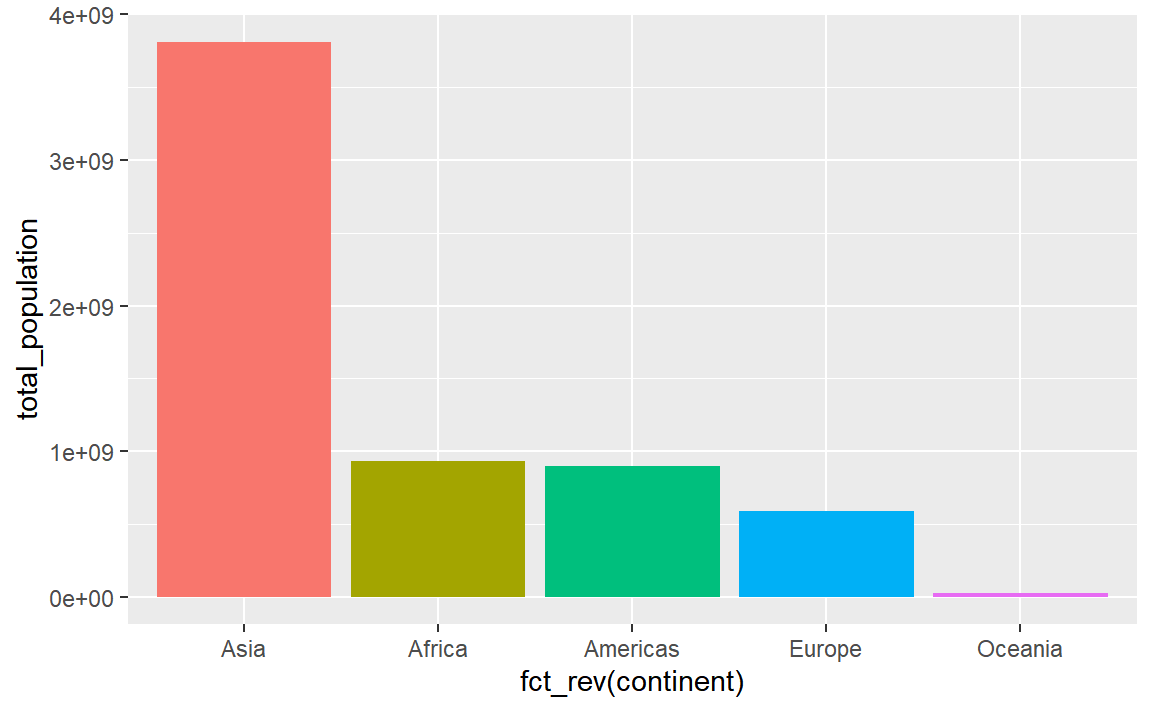 4e+09
3e+09
2e+09
1e+09
0e+00
total_population
Asia Africa Americas Europe Oceania
fct_rev(continent)